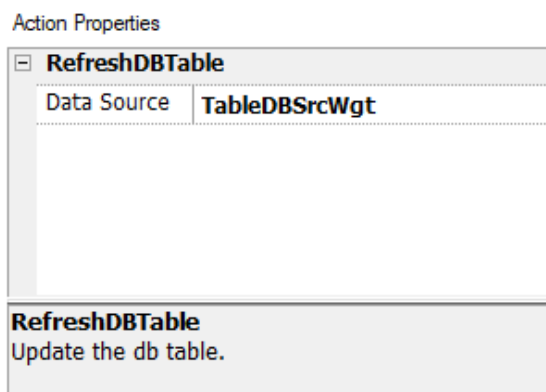 Action Properties
RefreshDBTable
Data Source TableDBSrcWgt
RefreshDBTable
Update the db table.